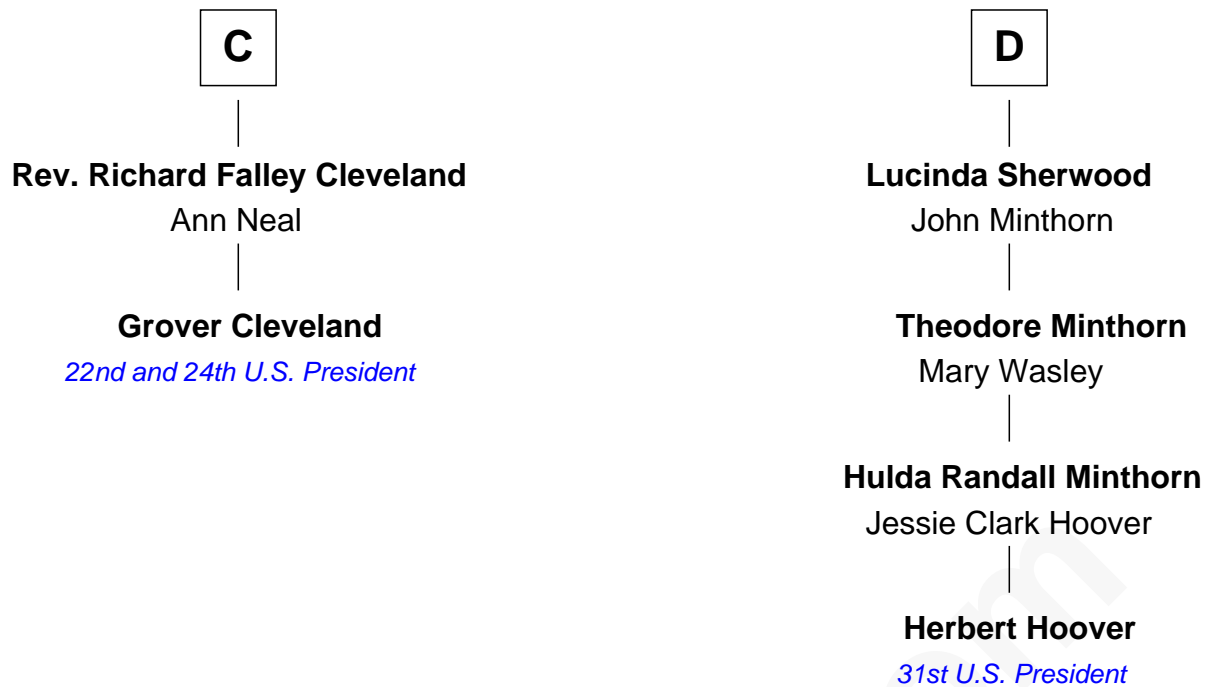 C
Rev. Richard Falley Cleveland
Ann Neal
Grover Cleveland
22nd and 24th U.S. President
D
Lucinda Sherwood
John Minthorn
Theodore Minthorn
Mary Wasley
Hulda Randall Minthorn
Jessie Clark Hoover
Herbert Hoover
31st U.S. President